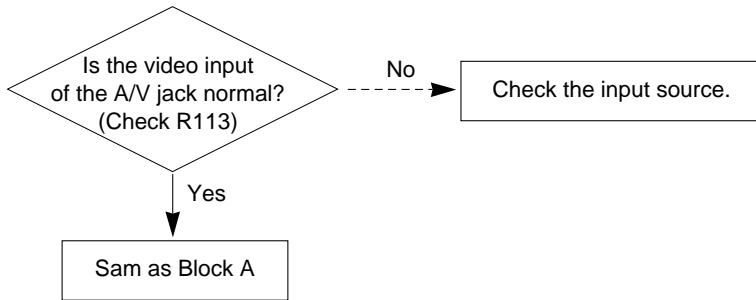 Is the video input
of the A/V jack normal?
(Check R113)
No
Check the input source.
Yes
Sam as Block A